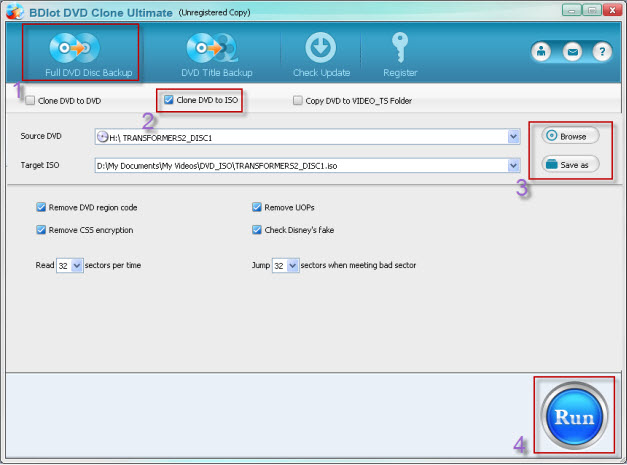 BDlot DVD Clone Ultimate (Unregistered Copy)
Full DVD Disc Backup
DVD Title Backup
Check Update
Register
?
1
Clone DVD to DVD
2
Clone DVD to ISO
Copy DVD to VIDEO_TS Folder
Source DVD
H:\ TRANSFORMERS2_DISC1
Browse
Target ISO
D:\My Documents\My Videos\DVD_ISO\TRANSFORMERS2_DISC1.iso
Save as
3
Remove DVD region code
Remove UOPs
Remove CSS encryption
Check Disney's fake
Read 32 sectors per time
Jump 32 sectors when meeting bad sector
Run
4